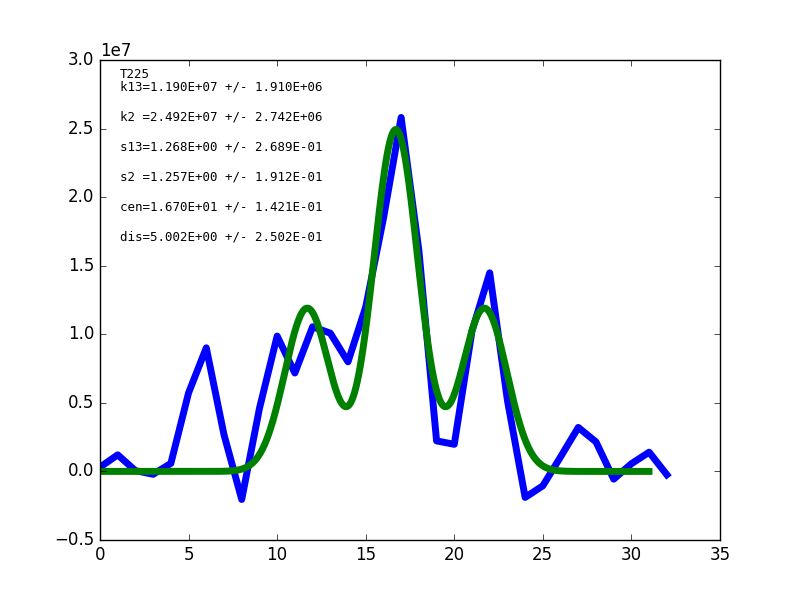 1e7
3.0
T225
k13=1.190E+07 +/- 1.910E+06
k2 =2.492E+07 +/- 2.742E+06
2.5
s13=1.268E+00 +/- 2.689E-01
s2 =1.257E+00 +/- 1.912E-01
2.0
cen=1.670E+01 +/- 1.421E-01
dis=5.002E+00 +/- 2.502E-01
1.5
1.0
0.5
0.0
−0.5
0 5 10 15 20 25 30 35